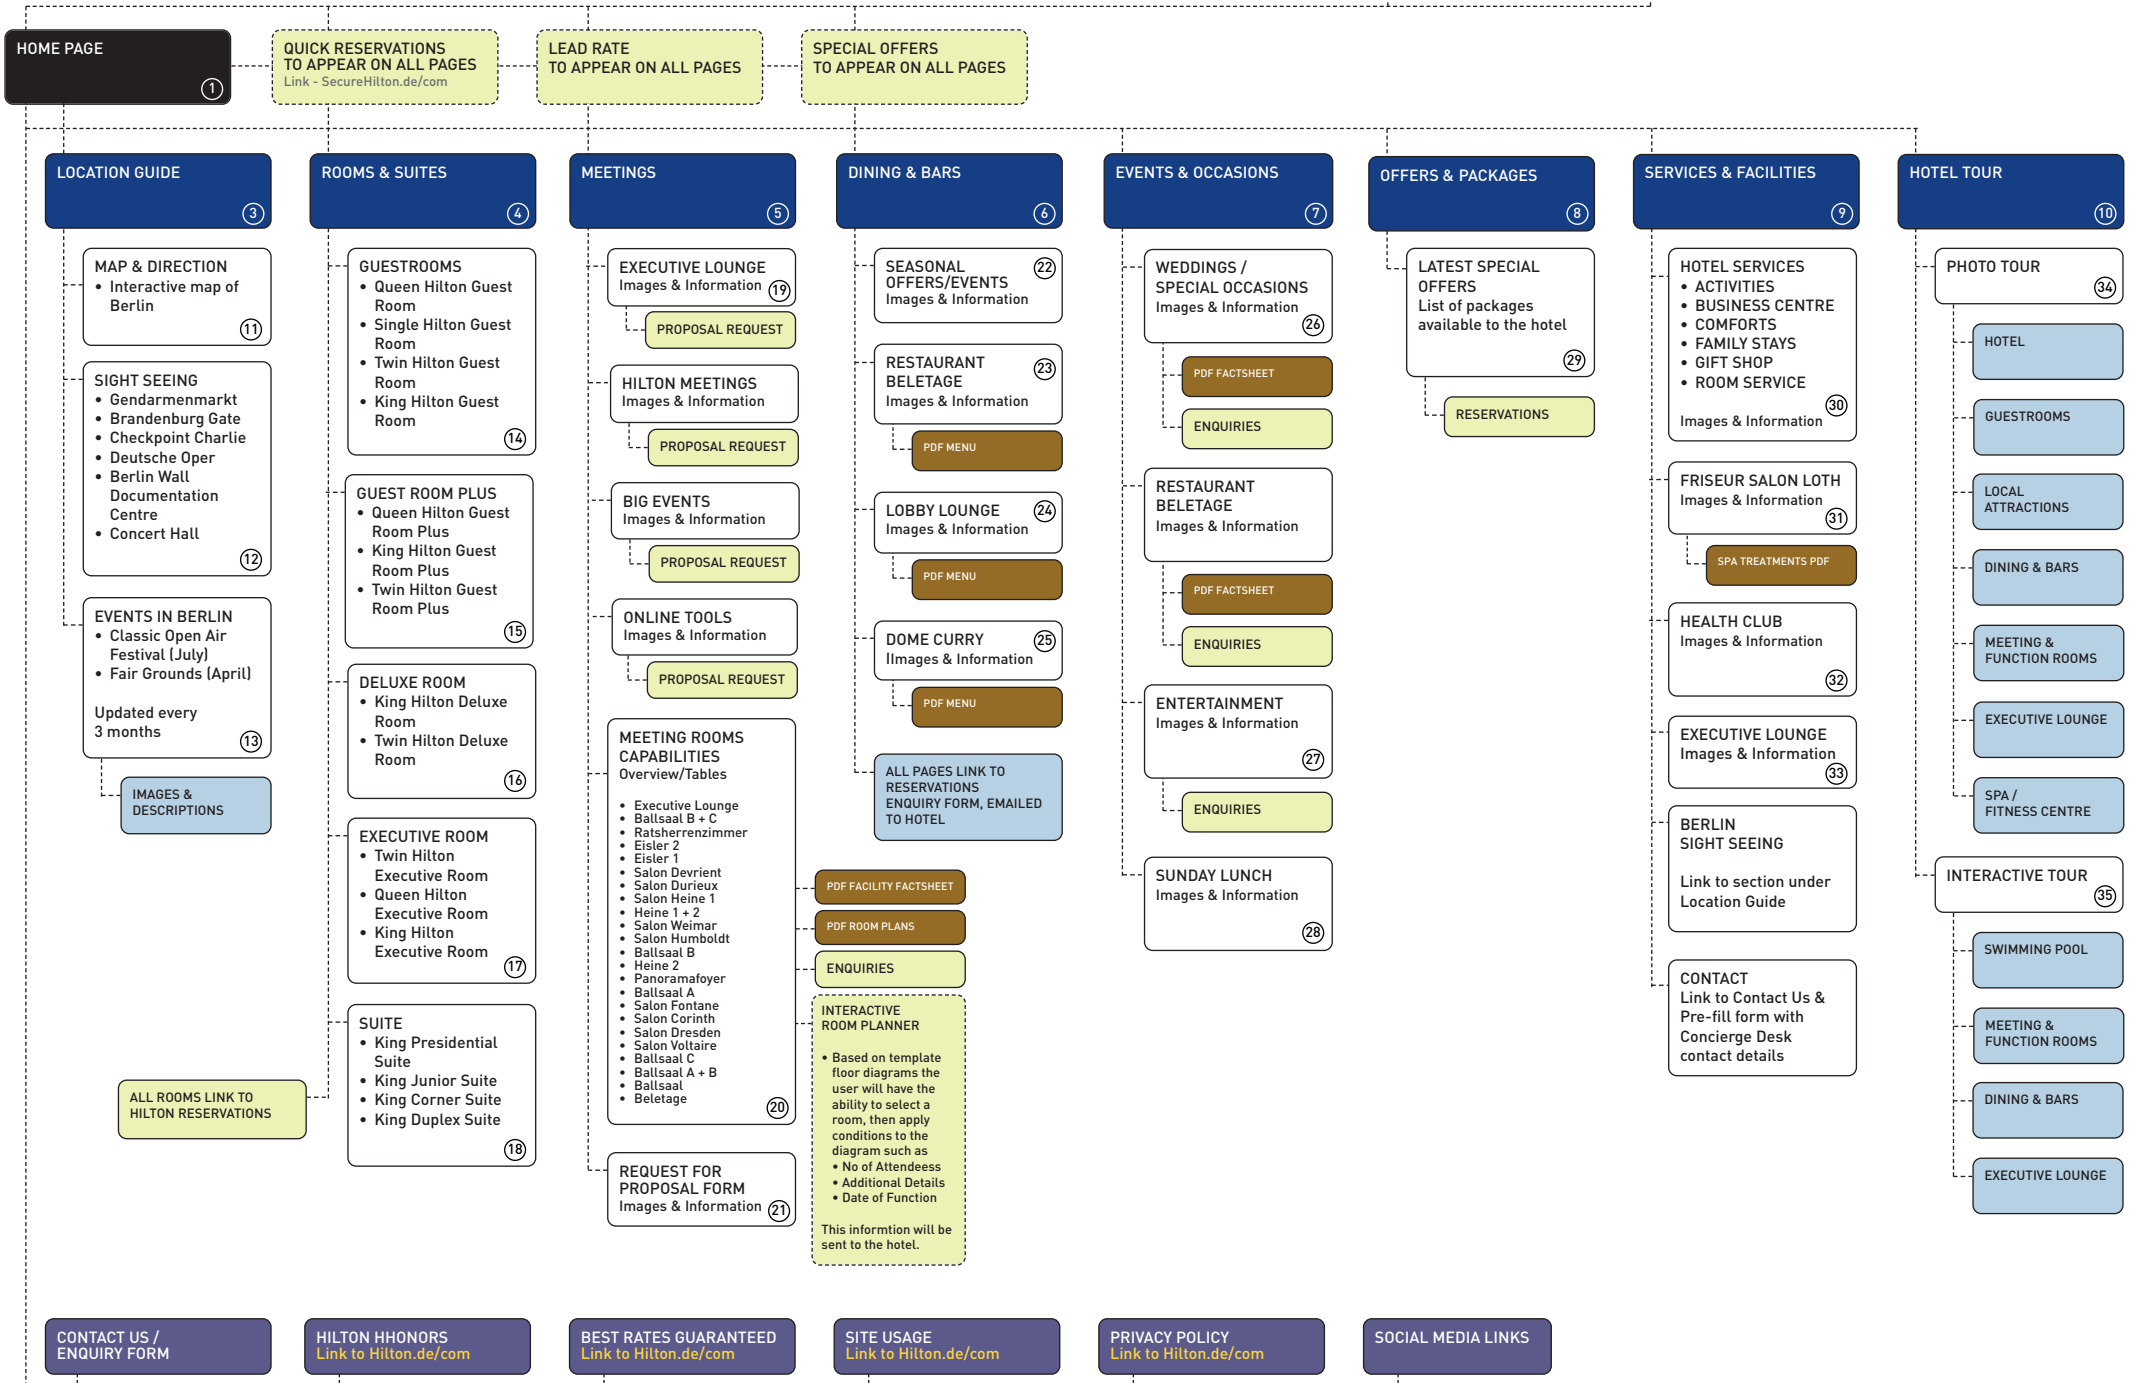 HOME PAGE
1
QUICK RESERVATIONS
TO APPEAR ON ALL PAGES
Link - SecureHilton.de/com
LEAD RATE
TO APPEAR ON ALL PAGES
SPECIAL OFFERS
TO APPEAR ON ALL PAGES
LOCATION GUIDE
3
MAP & DIRECTION
• Interactive map of
Berlin
11
SIGHT SEEING
• Gendarmenmarkt
• Brandenburg Gate
• Checkpoint Charlie
• Deutsche Oper
• Berlin Wall
Documentation
Centre
• Concert Hall
12
EVENTS IN BERLIN
• Classic Open Air
Festival (July)
• Fair Grounds (April)
Updated every
3 months
13
IMAGES &
DESCRIPTIONS
ROOMS & SUITES
4
GUESTROOMS
• Queen Hilton Guest
Room
• Single Hilton Guest
Room
• Twin Hilton Guest
Room
• King Hilton Guest
Room
14
GUEST ROOM PLUS
• Queen Hilton Guest
Room Plus
• King Hilton Guest
Room Plus
• Twin Hilton Guest
Room Plus
15
DELUXE ROOM
• King Hilton Deluxe
Room
• Twin Hilton Deluxe
Room
16
EXECUTIVE ROOM
• Twin Hilton
Executive Room
• Queen Hilton
Executive Room
• King Hilton
Executive Room
17
SUITE
• King Presidential
Suite
• King Junior Suite
• King Corner Suite
• King Duplex Suite
18
ALL ROOMS LINK TO
HILTON RESERVATIONS
MEETINGS
5
EXECUTIVE LOUNGE
Images & Information
19
PROPOSAL REQUEST
HILTON MEETINGS
Images & Information
PROPOSAL REQUEST
BIG EVENTS
Images & Information
PROPOSAL REQUEST
ONLINE TOOLS
Images & Information
PROPOSAL REQUEST
MEETING ROOMS
CAPABILITIES
Overview/Tables
• Executive Lounge
• Ballsaal B + C
• Ratsherrenzimmer
• Eisler 2
• Eisler 1
• Salon Devrient
• Salon Durieux
• Salon Heine 1
• Heine 1 + 2
• Salon Weimar
• Salon Humboldt
• Ballsaal B
• Heine 2
• Panoramafoyer
• Ballsaal A
• Salon Fontane
• Salon Corinth
• Salon Dresden
• Salon Voltaire
• Ballsaal C
• Ballsaal A + B
• Ballsaal
• Beletage
20
PDF FACILITY FACTSHEET
PDF ROOM PLANS
ENQUIRIES
INTERACTIVE
ROOM PLANNER
• Based on template
floor diagrams the
user will have the
ability to select a
room, then apply
conditions to the
diagram such as
• No of Attendeess
• Additional Details
• Date of Function
This informtion will be
sent to the hotel.
REQUEST FOR
PROPOSAL FORM
Images & Information
21
DINING & BARS
6
SEASONAL
OFFERS/EVENTS
Images & Information
22
RESTAURANT
BELETAGE
Images & Information
23
PDF MENU
LOBBY LOUNGE
Images & Information
24
PDF MENU
DOME CURRY
IImages & Information
25
PDF MENU
ALL PAGES LINK TO
RESERVATIONS
ENQUIRY FORM, EMAILED
TO HOTEL
EVENTS & OCCASIONS
7
WEDDINGS /
SPECIAL OCCASIONS
Images & Information
26
PDF FACTSHEET
ENQUIRIES
RESTAURANT
BELETAGE
Images & Information
PDF FACTSHEET
ENQUIRIES
ENTERTAINMENT
Images & Information
27
ENQUIRIES
SUNDAY LUNCH
Images & Information
28
OFFERS & PACKAGES
8
LATEST SPECIAL
OFFERS
List of packages
available to the hotel
29
RESERVATIONS
SERVICES & FACILITIES
9
HOTEL SERVICES
• ACTIVITIES
• BUSINESS CENTRE
• COMFORTS
• FAMILY STAYS
• GIFT SHOP
• ROOM SERVICE
Images & Information
30
FRISEUR SALON LOTH
Images & Information
31
SPA TREATMENTS PDF
HEALTH CLUB
Images & Information
32
EXECUTIVE LOUNGE
Images & Information
33
BERLIN
SIGHT SEEING
Link to section under
Location Guide
CONTACT
Link to Contact Us &
Pre-fill form with
Concierge Desk
contact details
HOTEL TOUR
10
PHOTO TOUR
34
HOTEL
GUESTROOMS
LOCAL
ATTRACTIONS
DINING & BARS
MEETING &
FUNCTION ROOMS
EXECUTIVE LOUNGE
SPA /
FITNESS CENTRE
INTERACTIVE TOUR
35
SWIMMING POOL
MEETING &
FUNCTION ROOMS
DINING & BARS
EXECUTIVE LOUNGE
CONTACT US /
ENQUIRY FORM
HILTON HHONORS
Link to Hilton.de/com
BEST RATES GUARANTEED
Link to Hilton.de/com
SITE USAGE
Link to Hilton.de/com
PRIVACY POLICY
Link to Hilton.de/com
SOCIAL MEDIA LINKS